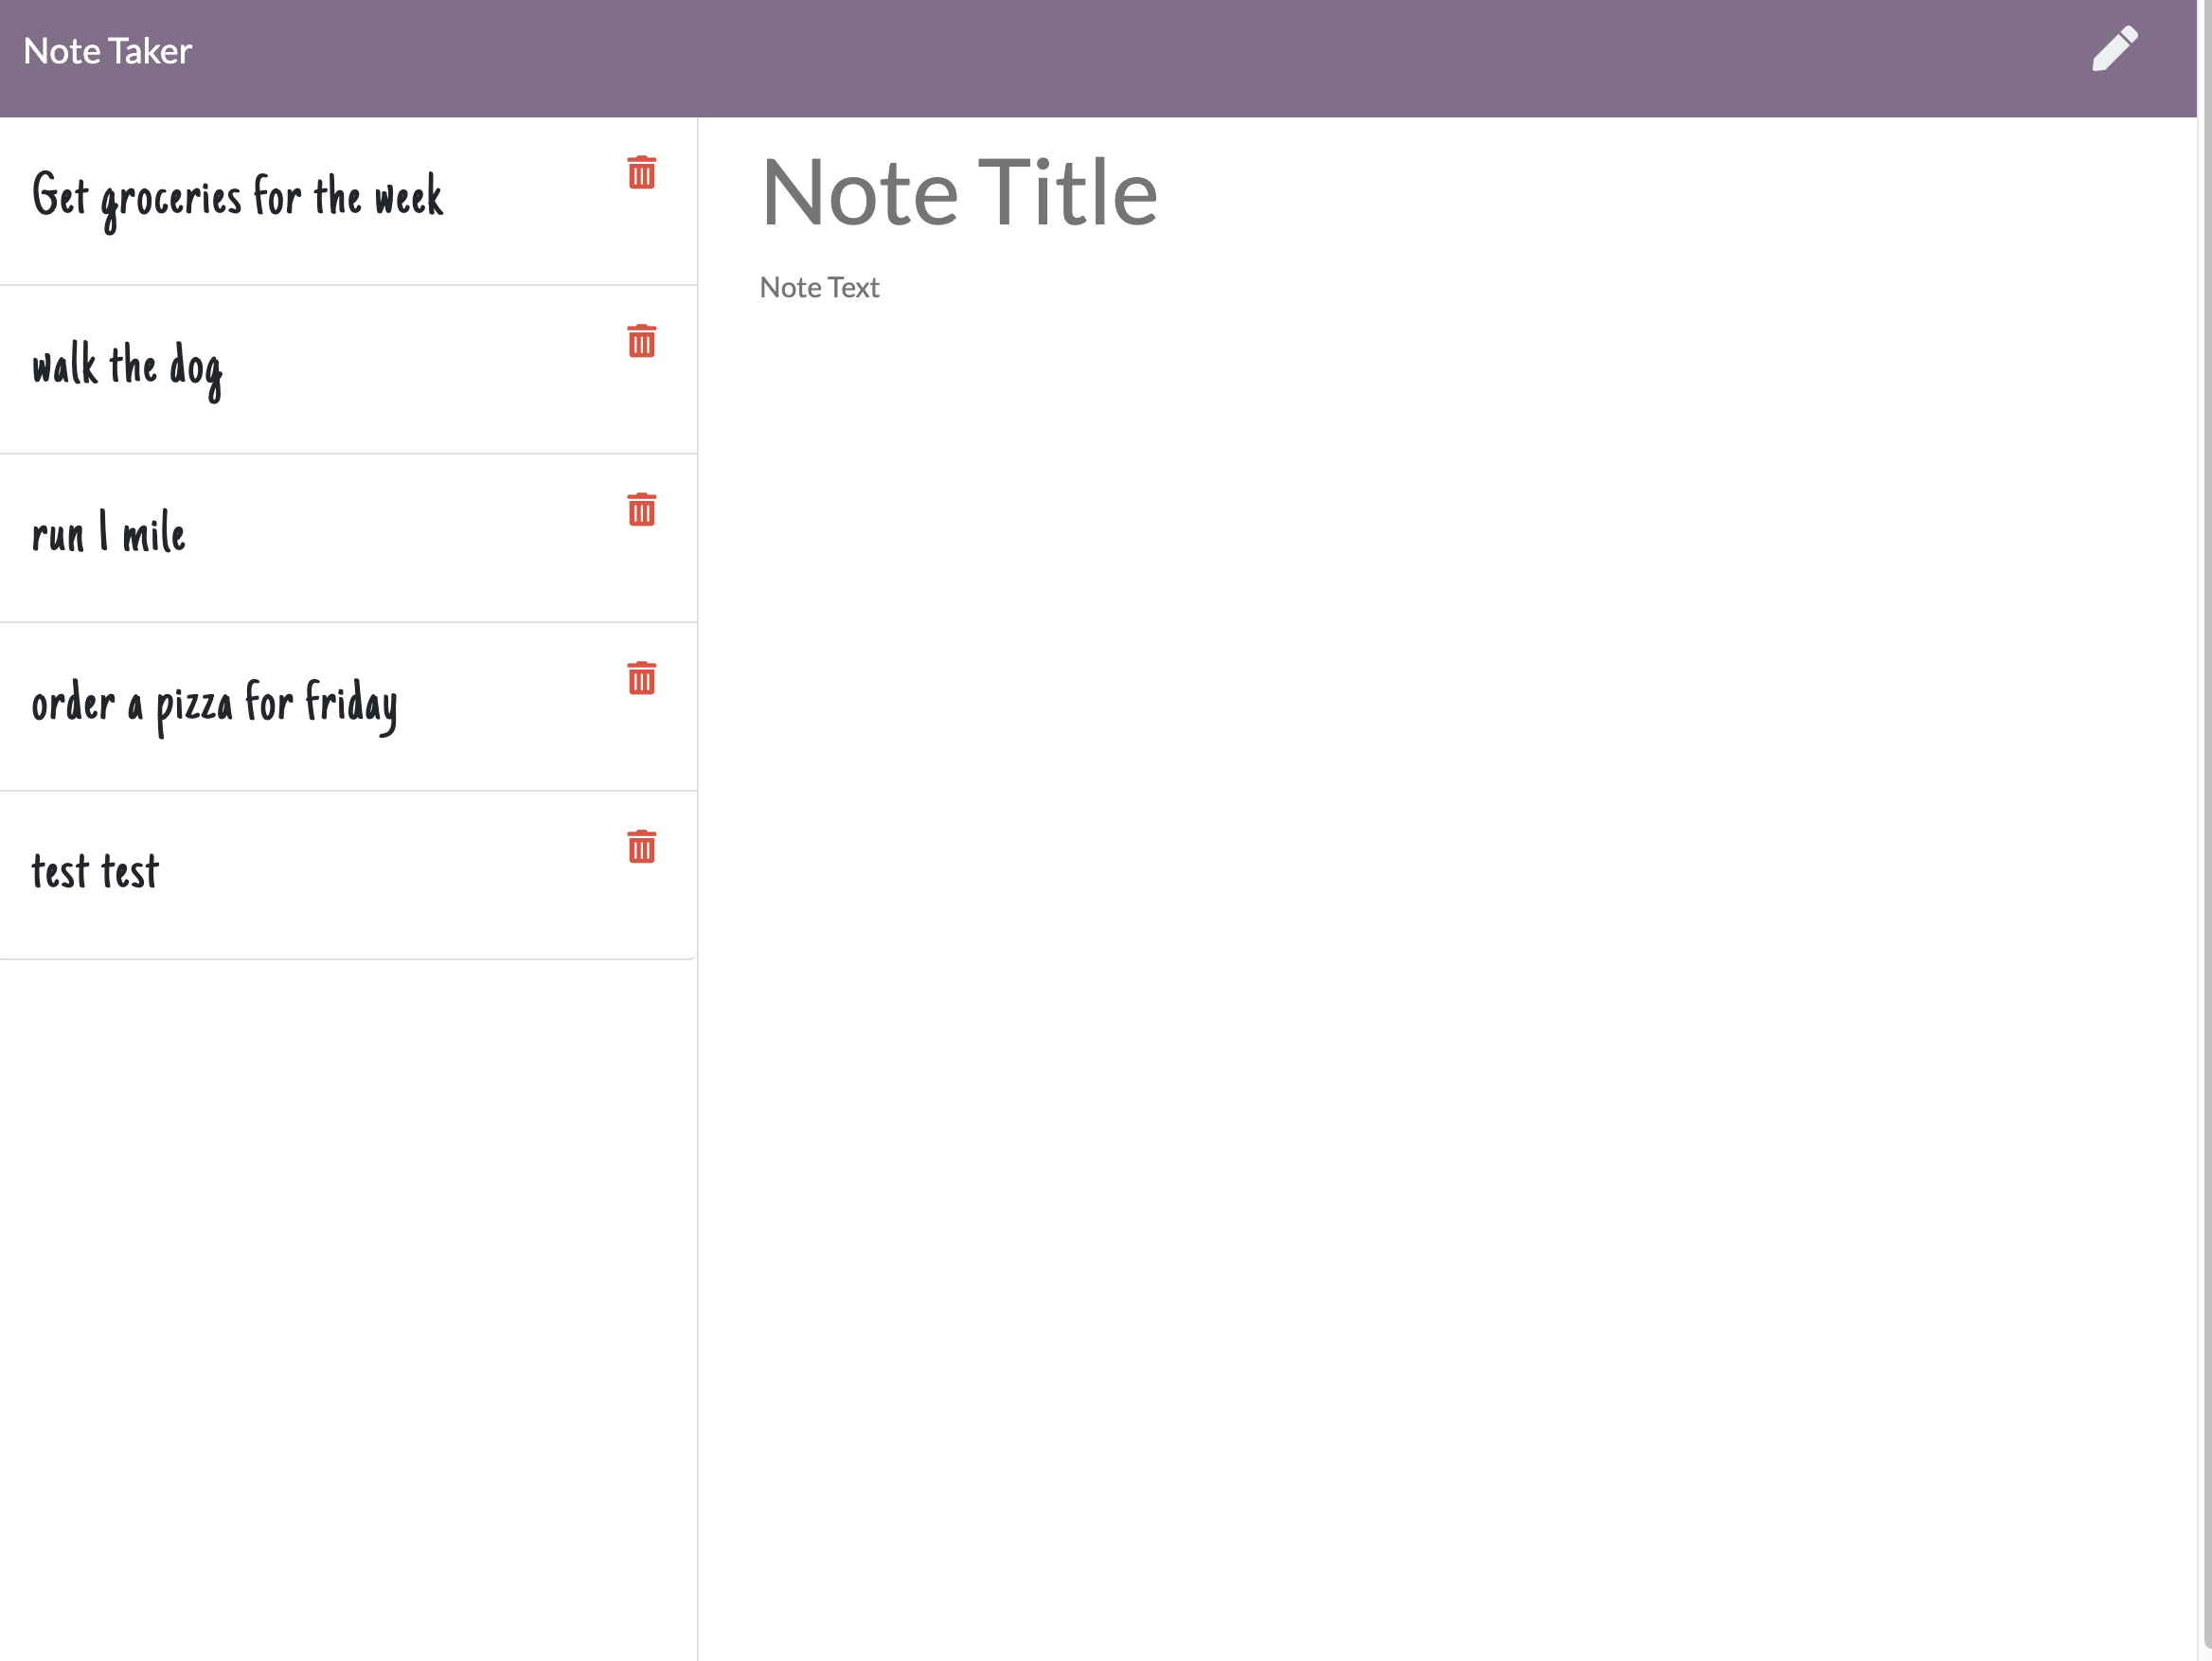 Note Taker
Get groceries for the week
walk the dog
run 1 mile
order a pizza for friday
test test
Note Title
Note Text